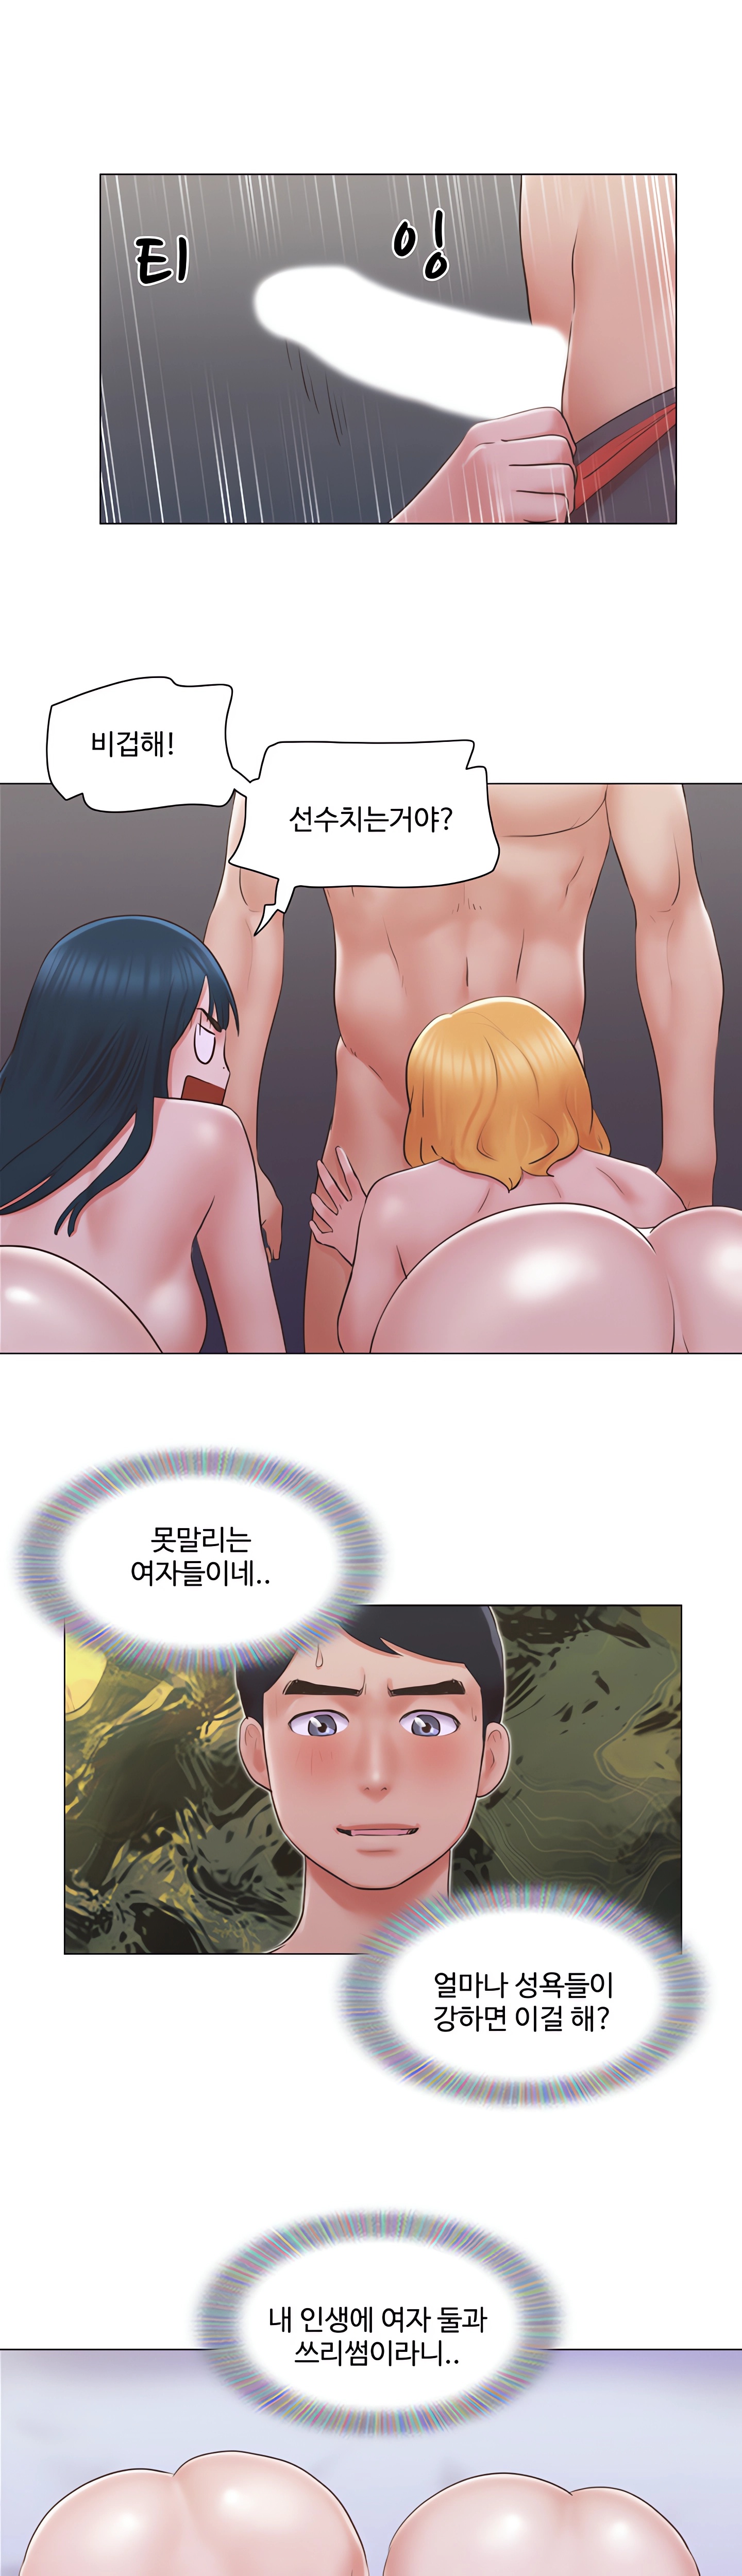 티잉
비겁해!
선수치는거야?
못말리는
여자들이네..
얼마나 성욕들이
강하면 이걸 해?
내 인생에 여자 둘과
쓰리썸이라니..